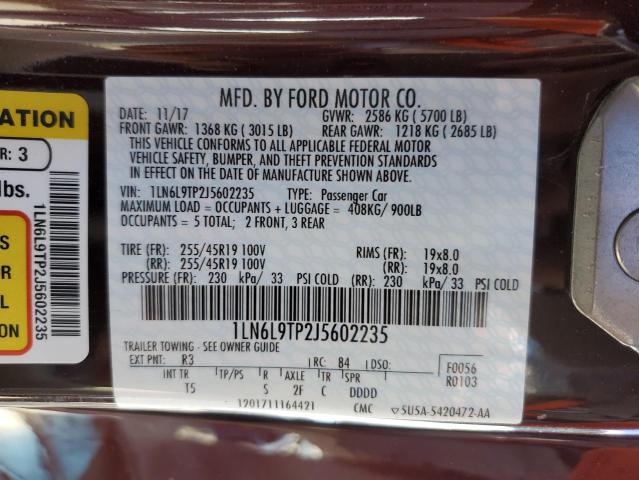 ATION
R: 3
lbs.
S
OR
L
ION
1LN6L9TP2J5602235
MFD. BY FORD MOTOR CO.
DATE: 11/17 GVWR: 2586 KG ( 5700 LB)
FRONT GAWR: 1368 KG ( 3015 LB) REAR GAWR: 1218 KG ( 2685 LB)
THIS VEHICLE CONFORMS TO ALL APPLICABLE FEDERAL MOTOR
VEHICLE SAFETY, BUMPER, AND THEFT PREVENTION STANDARDS
IN EFFECT ON THE DATE OF MANUFACTURE SHOWN ABOVE.
VIN: 1LN6L9TP2J5602235 TYPE: Passenger Car
MAXIMUM LOAD = OCCUPANTS + LUGGAGE = 408KG/ 900LB
OCCUPANTS = 5 TOTAL; 2 FRONT, 3 REAR
TIRE (FR): 255/45R19 100V RIMS (FR): 19x8.0
(RR): 255/45R19 100V (RR): 19x8.0
PRESSURE (FR): 230 kPa/ 33 PSI COLD (RR): 230 kPa/ 33 PSI COLD
1LN6L9TP2J5602235
TRAILER TOWING - SEE OWNER GUIDE
EXT PNT: R3 RC: 84 DSO: F0056
INT TR TP/PS R AXLE TR SPR R0103
T5 S 2F C DDDD
1201711164421 CMC 5U5A-5420472-AA